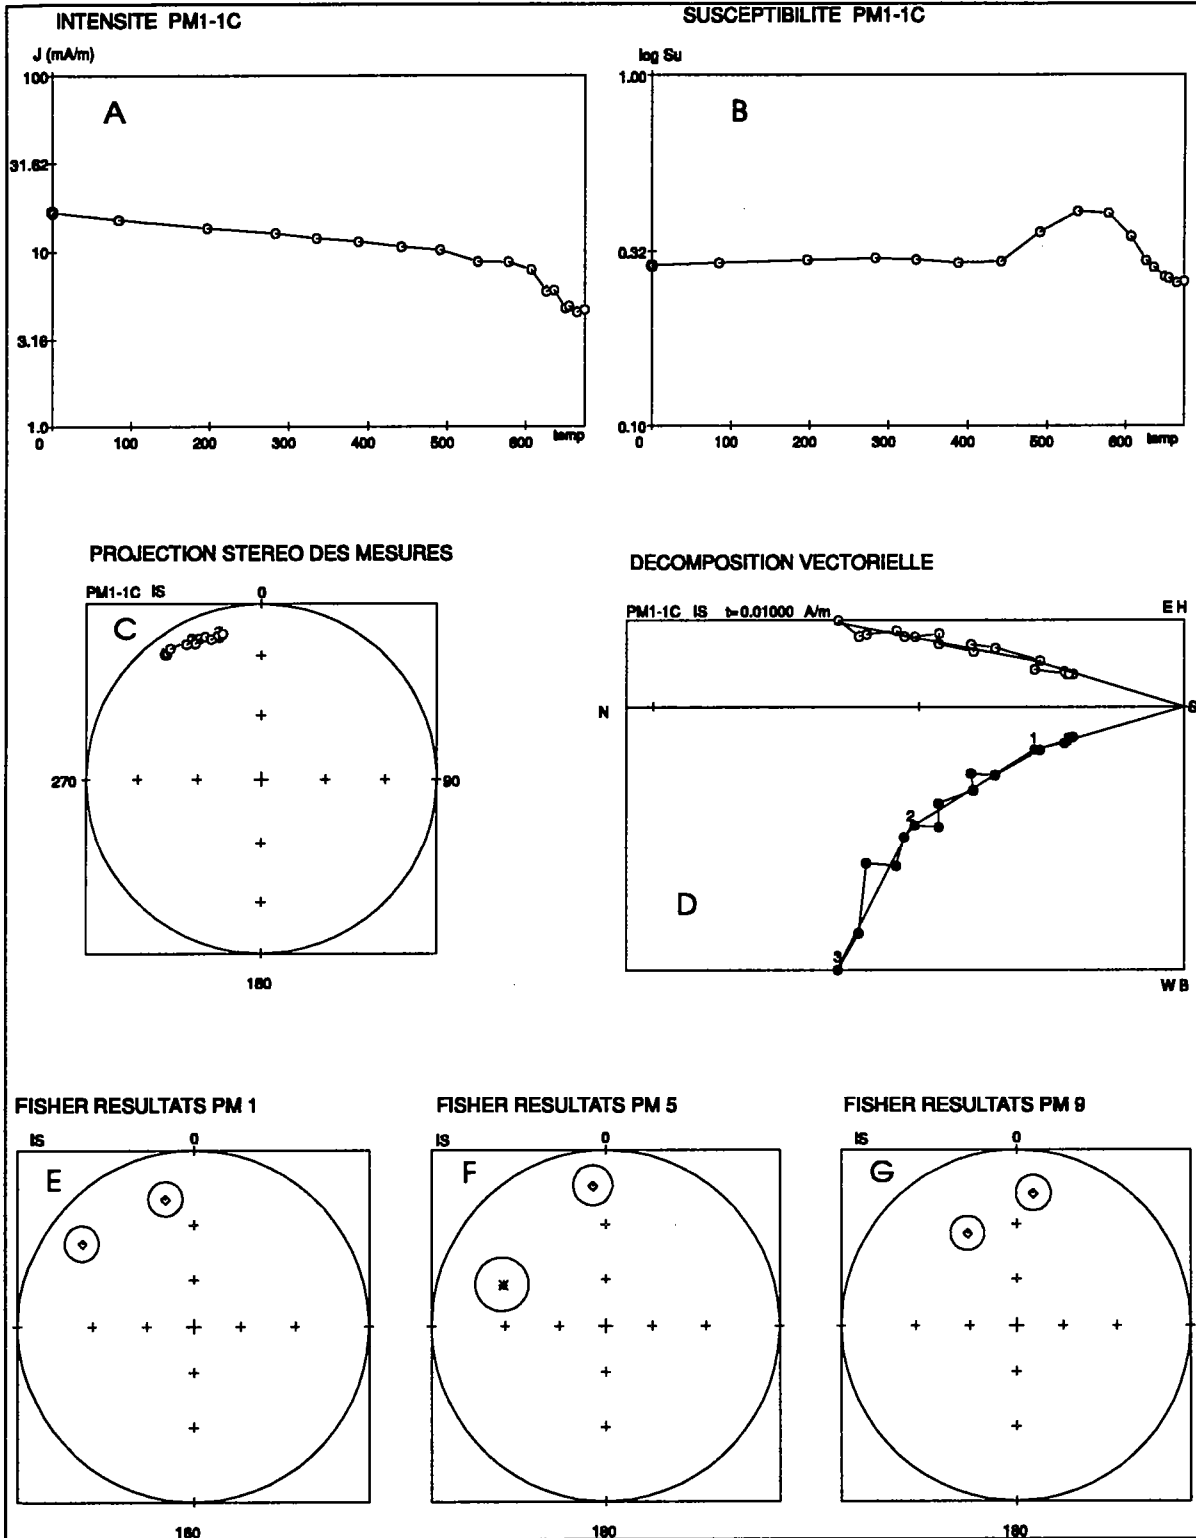 INTENSITE PM1-1C
J (mA/m)
A
100
31.62
10
3.16
1.0
0 100 200 300 400 500 600 temp
SUSCEPTIBILITE PM1-1C
log Su
B
1.00
0.32
0.10
0 100 200 300 400 500 600 temp
PROJECTION STEREO DES MESURES
PM1-1C IS 0
C
270 90
180
DECOMPOSITION VECTORIELLE
PM1-1C IS t=0.01000 A/m E H
N S
1
2
3
D
W B
FISHER RESULTATS PM 1
IS 0
E
180
FISHER RESULTATS PM 5
IS 0
F
180
FISHER RESULTATS PM 9
IS 0
G
180